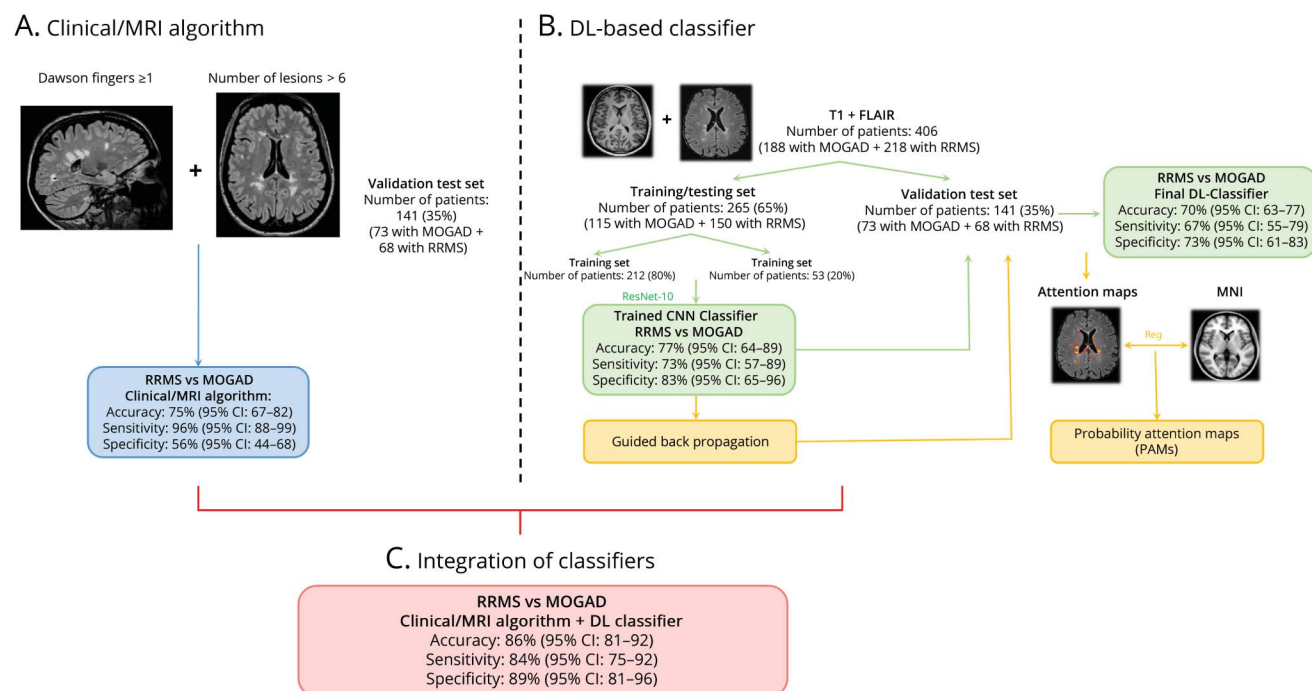 A. Clinical/MRI algorithm
Dawson fingers ≥1
Number of lesions > 6
+
Validation test set
Number of patients:
141 (35%)
(73 with MOGAD +
68 with RRMS)
RRMS vs MOGAD
Clinical/MRI algorithm:
Accuracy: 75% (95% CI: 67–82)
Sensitivity: 96% (95% CI: 88–99)
Specificity: 56% (95% CI: 44–68)
B. DL-based classifier
+
T1 + FLAIR
Number of patients: 406
(188 with MOGAD + 218 with RRMS)
Training/testing set
Number of patients: 265 (65%)
(115 with MOGAD + 150 with RRMS)
Validation test set
Number of patients: 141 (35%)
(73 with MOGAD + 68 with RRMS)
RRMS vs MOGAD
Final DL-Classifier
Accuracy: 70% (95% CI: 63–77)
Sensitivity: 67% (95% CI: 55–79)
Specificity: 73% (95% CI: 61–83)
Training set
Number of patients: 212 (80%)
Training set
Number of patients: 53 (20%)
ResNet-10
Trained CNN Classifier
RRMS vs MOGAD
Accuracy: 77% (95% CI: 64–89)
Sensitivity: 73% (95% CI: 57–89)
Specificity: 83% (95% CI: 65–96)
Guided back propagation
Attention maps
MNI
Reg
Probability attention maps
(PAMs)
C. Integration of classifiers
RRMS vs MOGAD
Clinical/MRI algorithm + DL classifier
Accuracy: 86% (95% CI: 81–92)
Sensitivity: 84% (95% CI: 75–92)
Specificity: 89% (95% CI: 81–96)